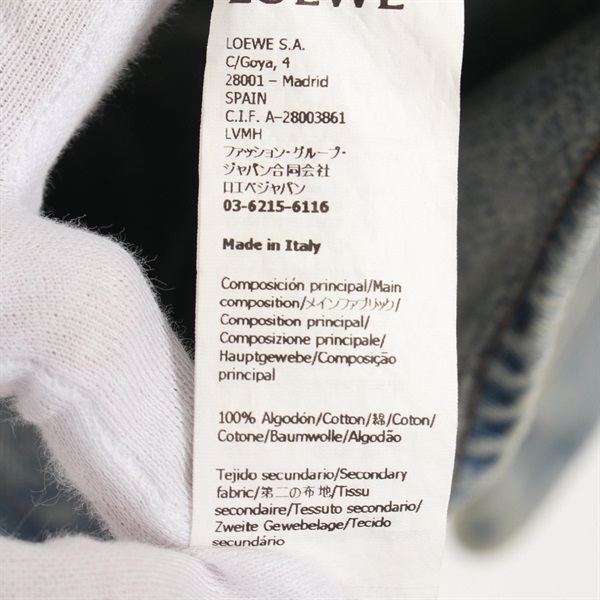 LOEWE
LOEWE S.A.
C/Goya, 4
28001 – Madrid
SPAIN
C.I.F. A–28003861
LVMH
ファッション・グループ・
ジャパン合同会社
ロエベジャパン
03-6215-6116
Made in Italy
Composición principal/Main
composition/メインファブリック/
Composition principal/
Composizione principale/
Hauptgewebe/Composição
principal
100% Algodón/Cotton/綿/Coton/
Cotone/Baumwolle/Algodão
Tejido secundario/Secondary
fabric/第二の布地/Tissu
secondaire/Tessuto secondario/
Zweite Gewebelage/Tecido
secundário